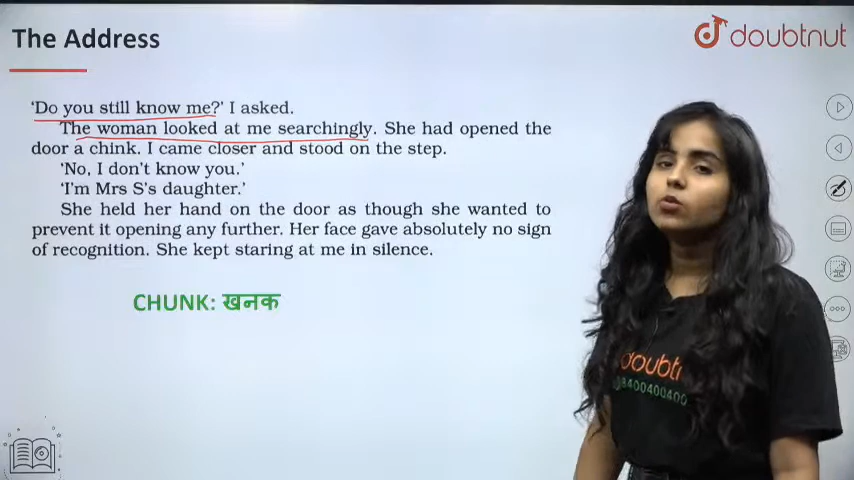 The Address
doubtnut
‘Do you still know me?’ I asked.
The woman looked at me searchingly. She had opened the
door a chink. I came closer and stood on the step.
‘No, I don’t know you.’
‘I’m Mrs S’s daughter.’
She held her hand on the door as though she wanted to
prevent it opening any further. Her face gave absolutely no sign
of recognition. She kept staring at me in silence.
CHUNK: खनक
doubt
8400400400